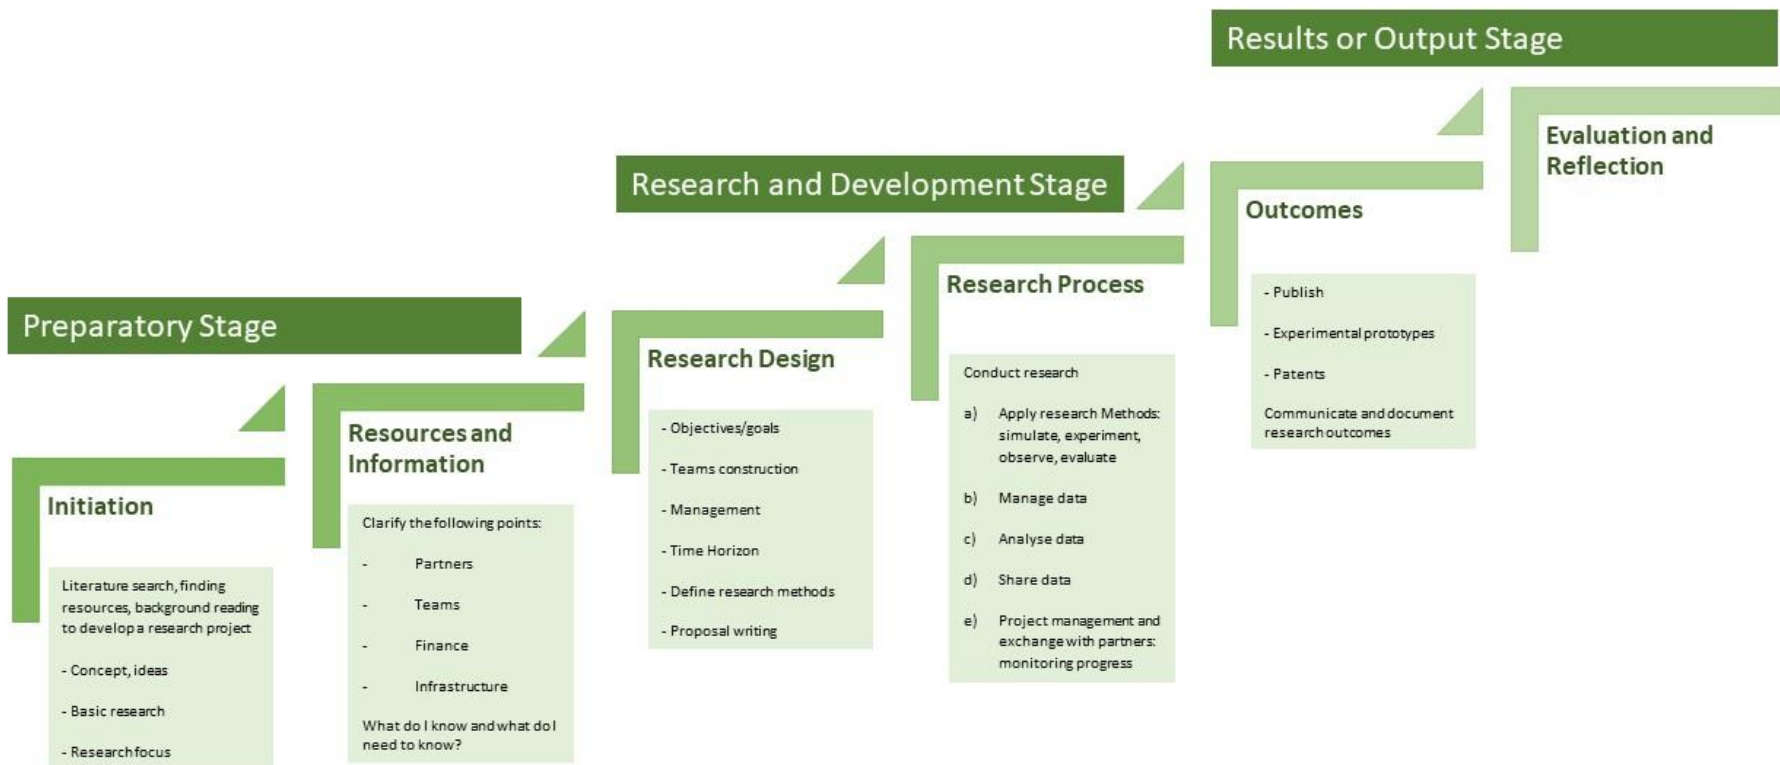 Preparatory Stage
Initiation
Literature search, finding
resources, background reading
to develop a research project
- Concept, ideas
- Basic research
- Research focus
Resources and
Information
Clarify the following points:
- Partners
- Teams
- Finance
- Infrastructure
What do I know and what do I
need to know?
Research and Development Stage
Research Design
- Objectives/goals
- Teams construction
- Management
- Time Horizon
- Define research methods
- Proposal writing
Research Process
Conduct research
a) Apply research Methods:
simulate, experiment,
observe, evaluate
b) Manage data
c) Analyse data
d) Share data
e) Project management and
exchange with partners:
monitoring progress
Results or Output Stage
Outcomes
- Publish
- Experimental prototypes
- Patents
Communicate and document
research outcomes
Evaluation and
Reflection